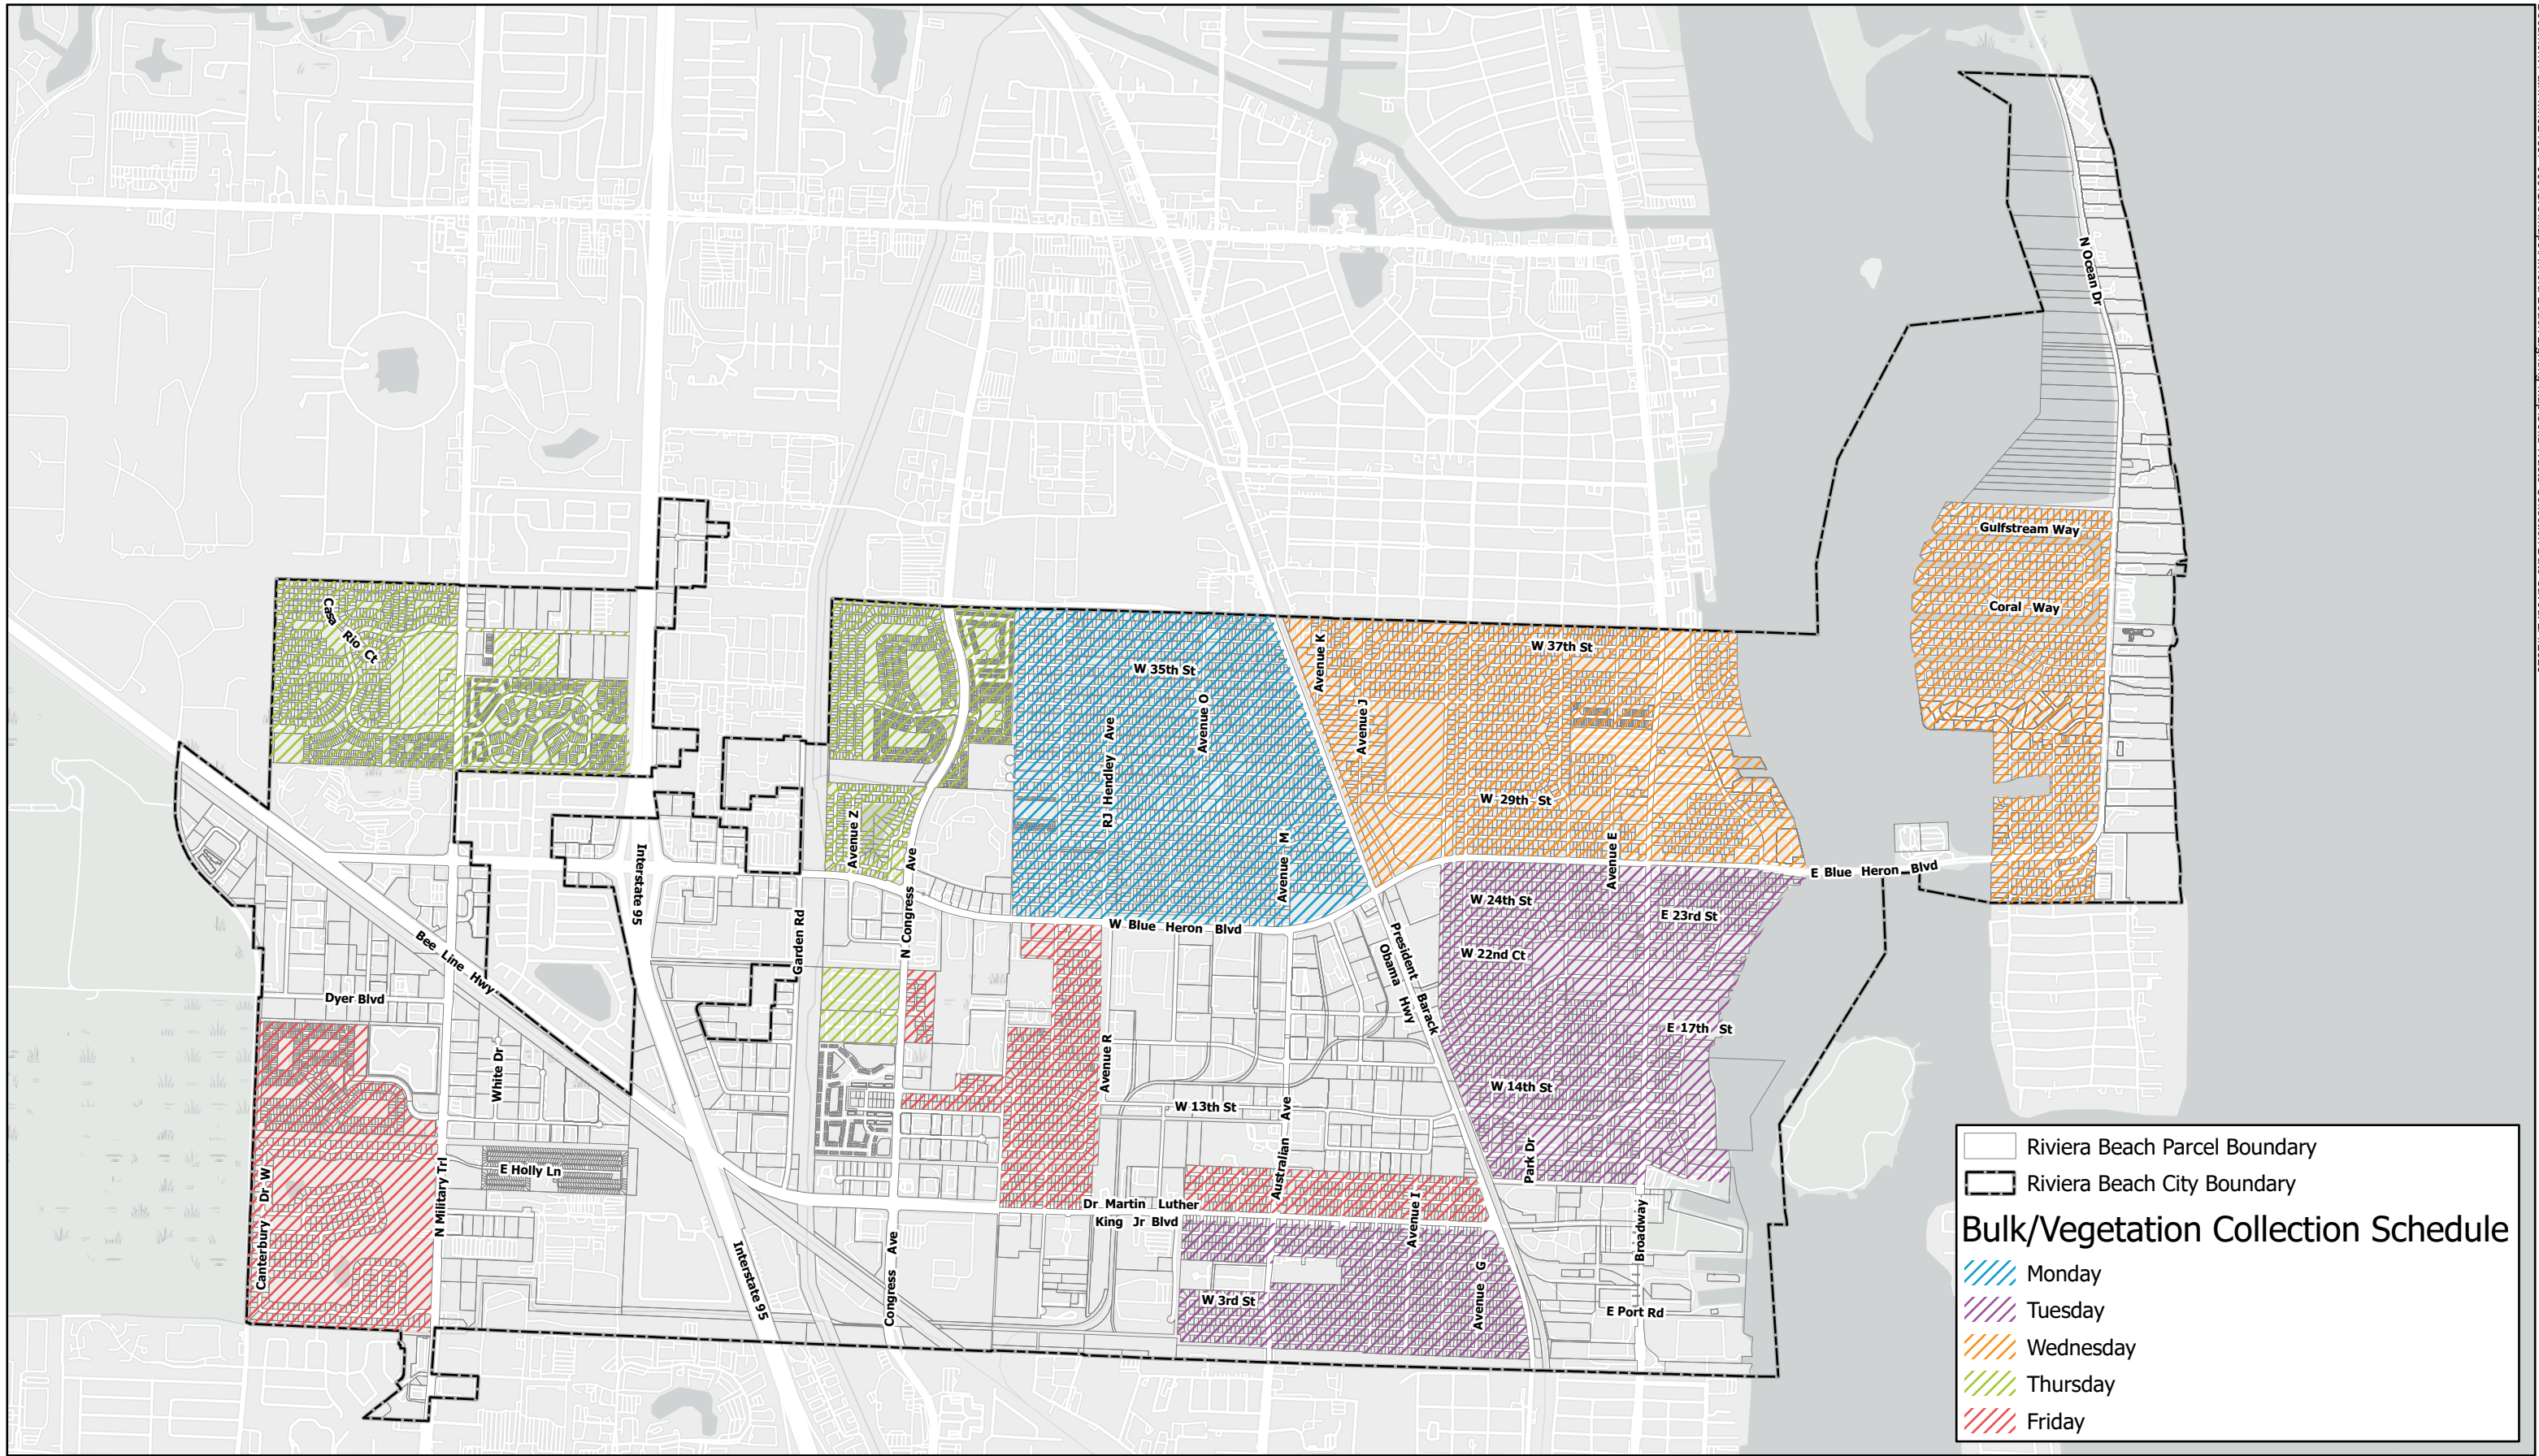 N Ocean Dr
Gulfstream Way
Coral Way
Casa Rio Ct
W 37th St
Avenue K
W 35th St
Avenue O
Avenue J
RJ Hendley Ave
W 29th St
Avenue Z
Avenue M
Avenue E
Interstate 95
N Congress Ave
E Blue Heron Blvd
W 24th St
E 23rd St
W Blue Heron Blvd
Garden Rd
Bee Line Hwy
W 22nd Ct
President Barack
Obama Hwy
Dyer Blvd
E 17th St
White Dr
Avenue R
W 14th St
W 13th St
Australian Ave
Park Dr
E Holly Ln
N Military Trl
Canterbury Dr W
Dr Martin Luther
King Jr Blvd
Avenue I
Broadway
Congress Ave
Interstate 95
W 3rd St
Avenue G
E Port Rd
Riviera Beach Parcel Boundary
Riviera Beach City Boundary
Bulk/Vegetation Collection Schedule
Monday
Tuesday
Wednesday
Thursday
Friday